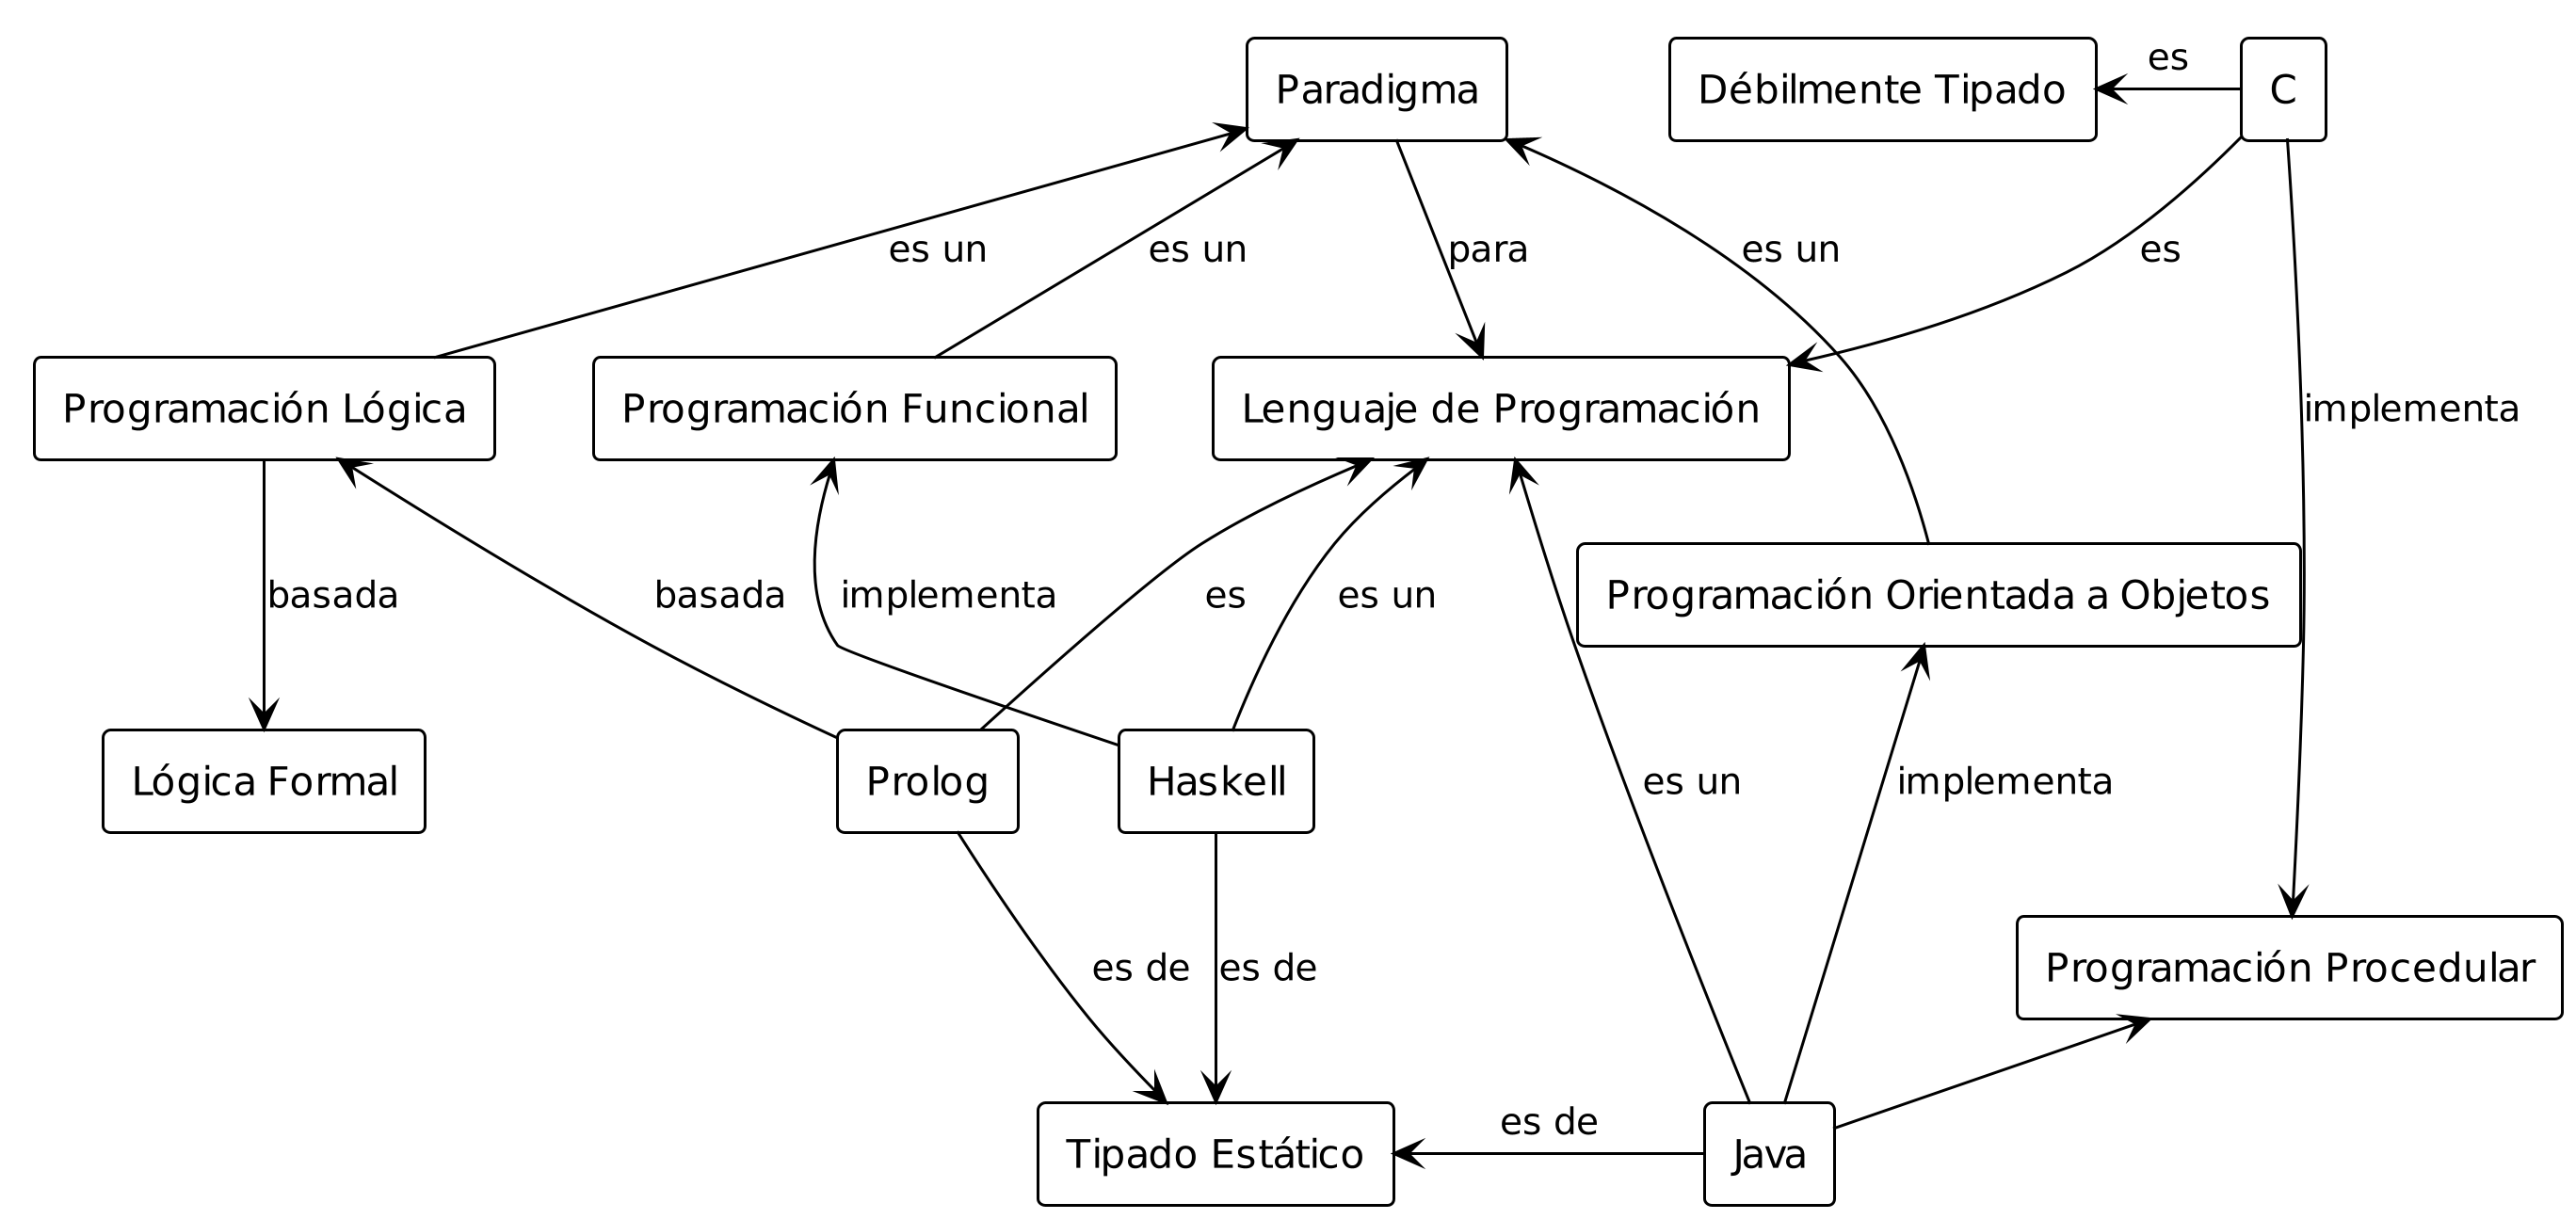 es
Paradigma
Débilmente Tipado
C
es un
es un
para
es un
es
Programación Lógica
Programación Funcional
Lenguaje de Programación
implementa
basada
basada
implementa
es
es un
Programación Orientada a Objetos
Lógica Formal
Prolog
Haskell
es un
implementa
es de
es de
Programación Procedular
es de
Tipado Estático
Java